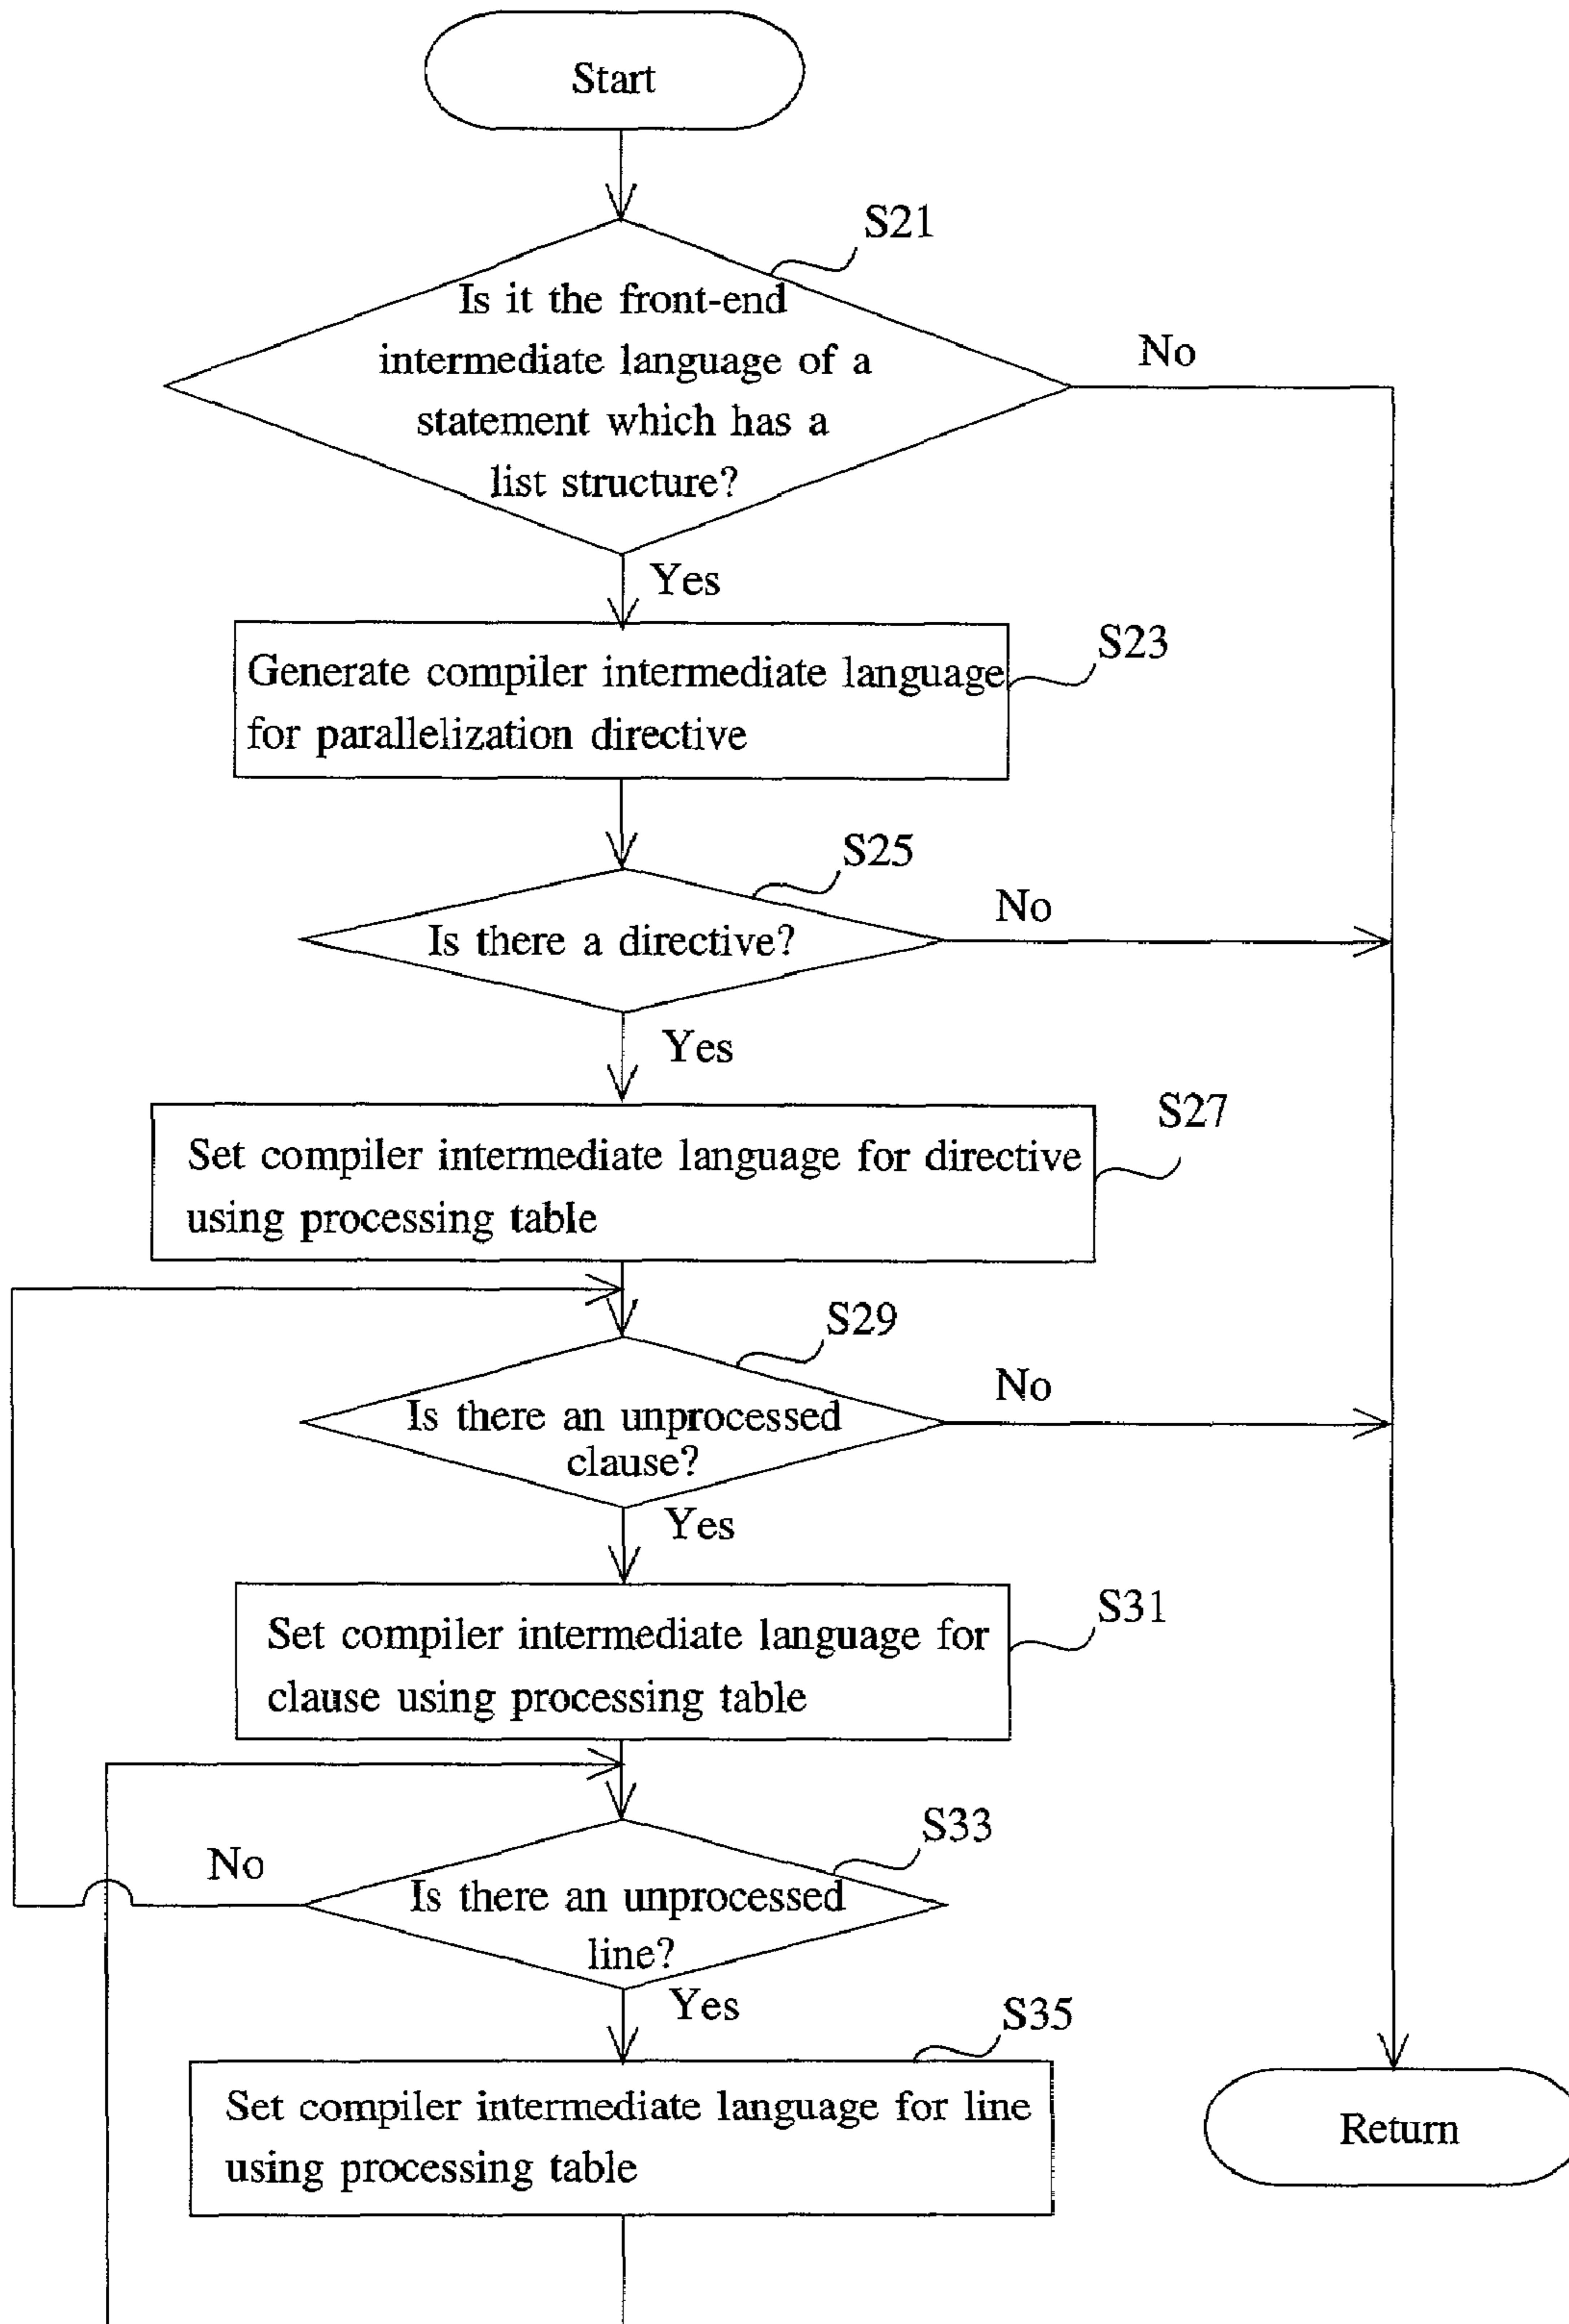 Start
S21
Is it the front-end
intermediate language of a
statement which has a
list structure?
No
Yes
S23
Generate compiler intermediate language
for parallelization directive
S25
Is there a directive?
No
Yes
S27
Set compiler intermediate language for directive
using processing table
S29
Is there an unprocessed
clause?
No
Yes
S31
Set compiler intermediate language for
clause using processing table
S33
No
Is there an unprocessed
line?
Yes
S35
Set compiler intermediate language for line
using processing table
Return